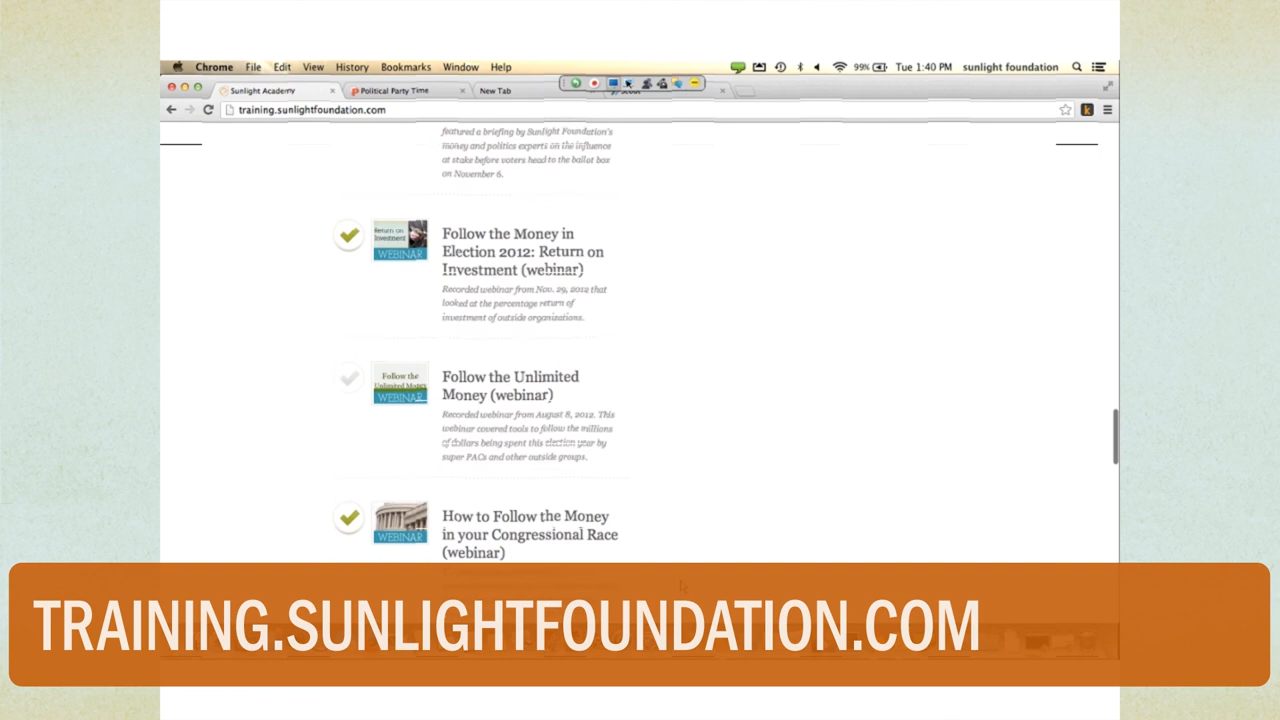 Chrome File Edit View History Bookmarks Window Help 99% Tue 1:40 PM sunlight foundation
Sunlight Academy Political Party Time New Tab
training.sunlightfoundation.com
featured a briefing by Sunlight Foundation's
money and politics experts on the influence
at stake before voters head to the ballot box
on November 6.
Return on
Investment
WEBINAR
Follow the Money in
Election 2012: Return on
Investment (webinar)
Recorded webinar from Nov. 29, 2012 that
looked at the percentage return of
investment of outside organizations.
Follow the
Unlimited Money
WEBINAR
Follow the Unlimited
Money (webinar)
Recorded webinar from August 8, 2012. This
webinar covered tools to follow the millions
of dollars being spent this election year by
super PACs and other outside groups.
WEBINAR
How to Follow the Money
in your Congressional Race
(webinar)
TRAINING.SUNLIGHTFOUNDATION.COM